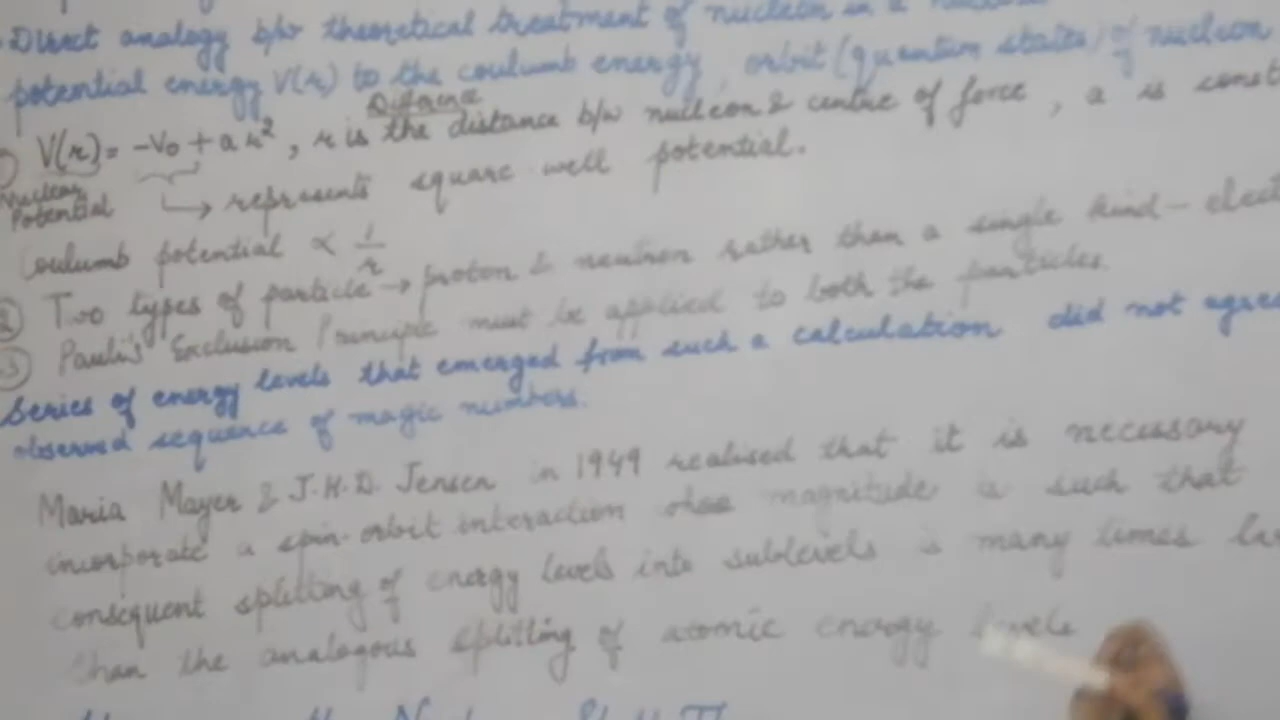 Direct analogy b/w theoretical treatment of nucleon in a
potential energy V(r) to the coulumb energy, orbit (quantum states) of nucleon
Difference
① V(r) = -V₀ + ar², r is the distance b/w nucleon & centre of force, a is const
Nuclear Potential
↳ represents square well potential.
Coulumb potential ∝ 1/r
② Two types of particle → proton & neutron rather than a single kind - elect
③ Pauli's Exclusion Principle must be applied to both the particles.
Series of energy levels that emerged from such a calculation did not agree
observed sequence of magic numbers.
Maria Mayer & J.H.D. Jensen in 1949 realised that it is necessary
incorporate a spin-orbit interaction whose magnitude is such that
consequent splitting of energy levels into sublevels is many times lar
than the analogous splitting of atomic energy levels